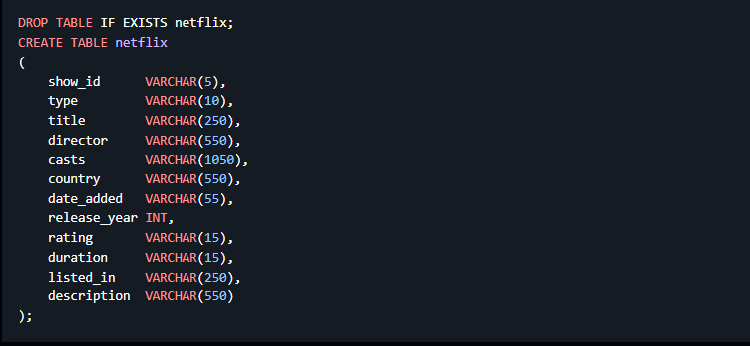 DROP TABLE IF EXISTS netflix;
CREATE TABLE netflix
(
    show_id      VARCHAR(5),
    type         VARCHAR(10),
    title        VARCHAR(250),
    director     VARCHAR(550),
    casts        VARCHAR(1050),
    country      VARCHAR(550),
    date_added   VARCHAR(55),
    release_year INT,
    rating       VARCHAR(15),
    duration     VARCHAR(15),
    listed_in    VARCHAR(250),
    description  VARCHAR(550)
);